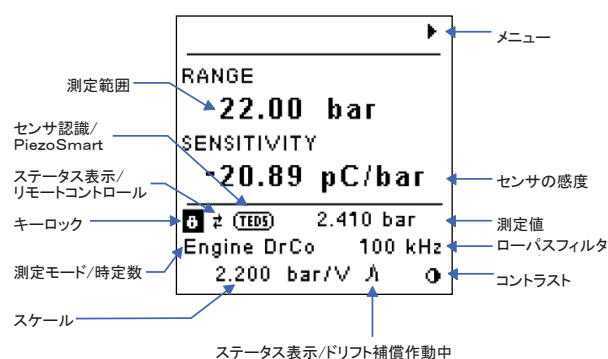 メニュー
RANGE
測定範囲
22.00 bar
センサ認識/
PiezoSmart
SENSITIVITY
-20.89 pC/bar
センサの感度
ステータス表示/
リモートコントロール
キーロック
TEDS 2.410 bar
測定値
Engine DrCo 100 kHz
ローパスフィルタ
測定モード/時定数
2.200 bar/V
コントラスト
スケール
ステータス表示/ドリフト補償作動中